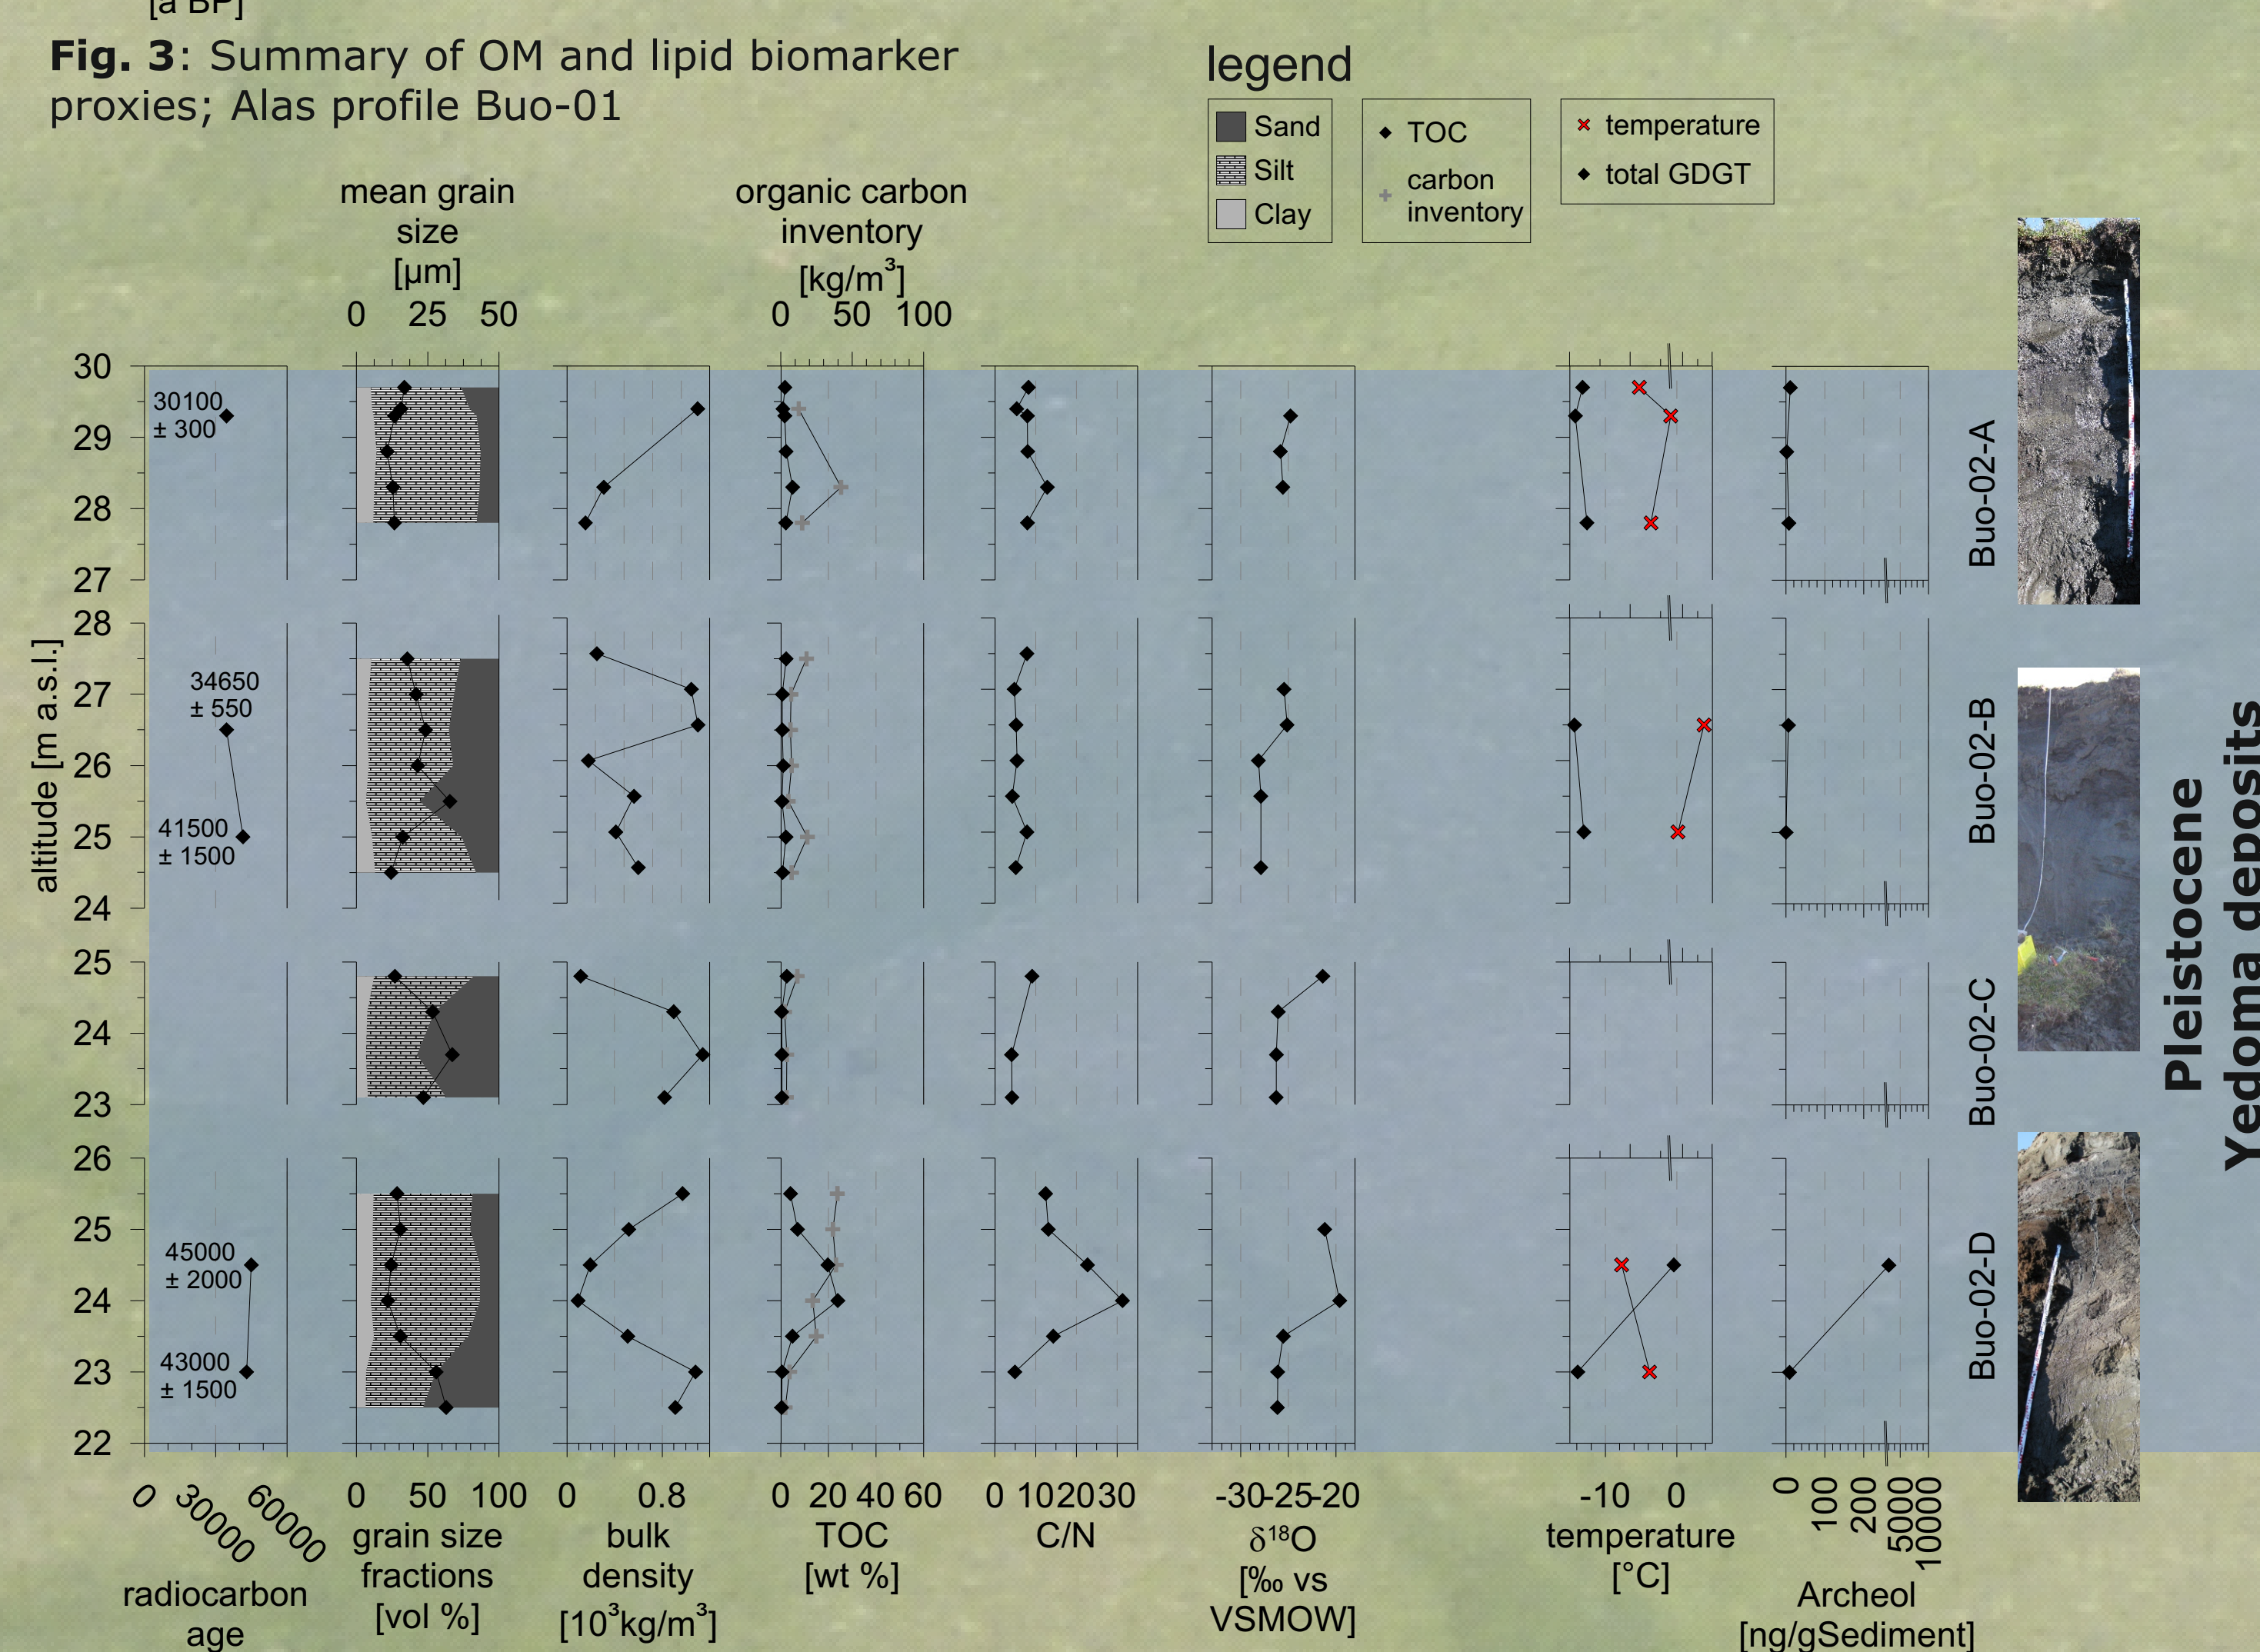 [a BP]
Fig. 3: Summary of OM and lipid biomarker
proxies; Alas profile Buo-01
legend
Sand
Silt
Clay
TOC
carbon
inventory
temperature
total GDGT
mean grain
size
[µm]
0 25 50
organic carbon
inventory
[kg/m³]
0 50 100
altitude [m a.s.l.]
30
29
28
27
30100
± 300
Buo-02-A
28
27
26
25
24
34650
± 550
41500
± 1500
Buo-02-B
25
24
23
Buo-02-C
26
25
24
23
22
45000
± 2000
43000
± 1500
Buo-02-D
Pleistocene
Yedoma deposits
0 30000 60000
radiocarbon
age
0 50 100
grain size
fractions
[vol %]
0 0.8
bulk
density
[10³kg/m³]
0 20 40 60
TOC
[wt %]
0 10 20 30
C/N
-30 -25 -20
δ¹⁸O
[‰ vs
VSMOW]
-10 0
temperature
[°C]
0 100 200 5000 10000
Archeol
[ng/gSediment]